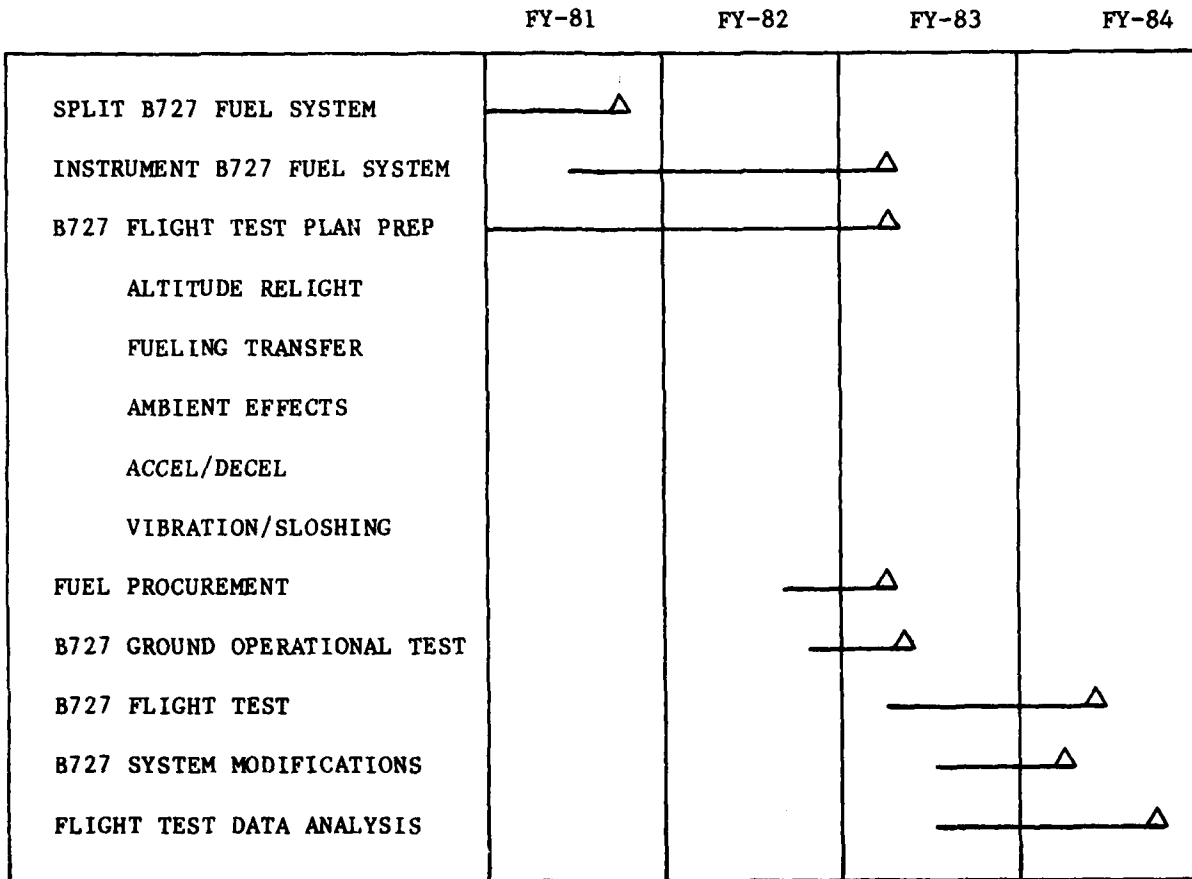 FY-81 FY-82 FY-83 FY-84
SPLIT B727 FUEL SYSTEM
INSTRUMENT B727 FUEL SYSTEM
B727 FLIGHT TEST PLAN PREP
ALTITUDE RELIGHT
FUELING TRANSFER
AMBIENT EFFECTS
ACCEL/DECEL
VIBRATION/SLOSHING
FUEL PROCUREMENT
B727 GROUND OPERATIONAL TEST
B727 FLIGHT TEST
B727 SYSTEM MODIFICATIONS
FLIGHT TEST DATA ANALYSIS